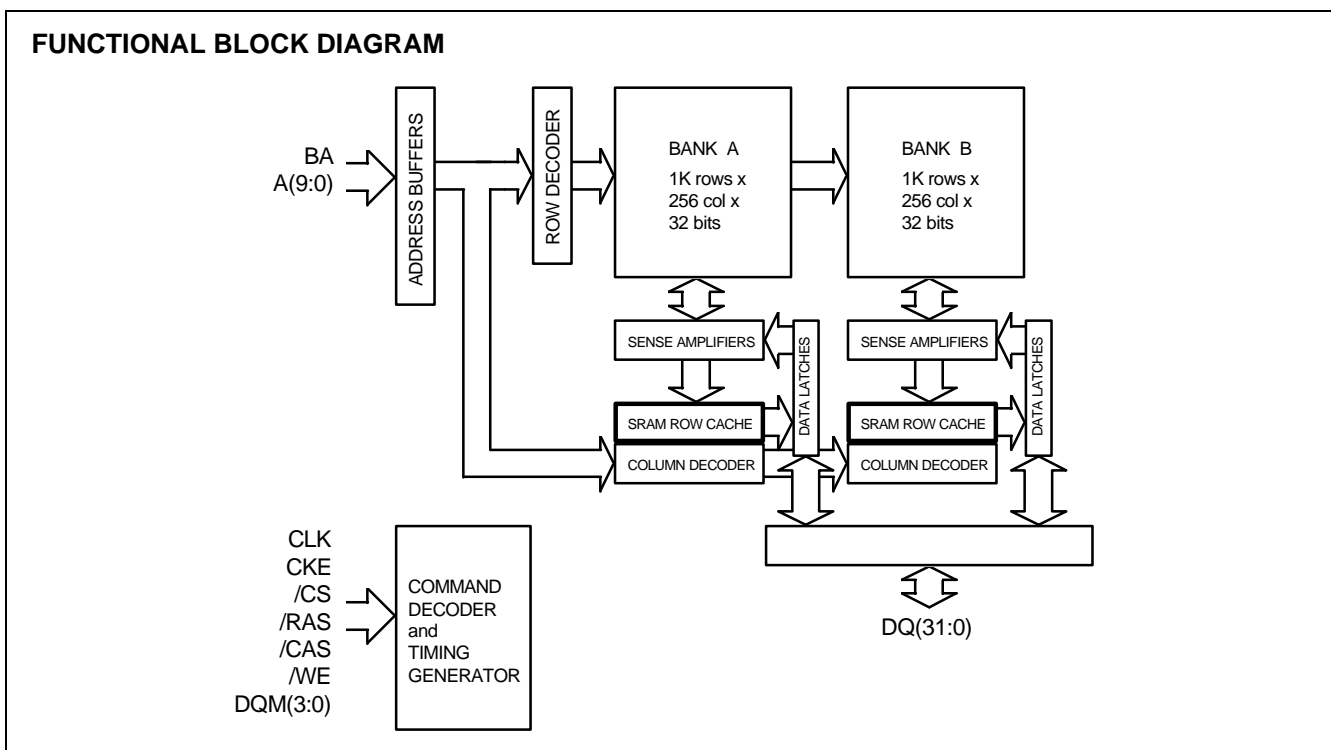 FUNCTIONAL BLOCK DIAGRAM
BA
A(9:0)
ADDRESS BUFFERS
ROW DECODER
BANK A
1K rows x
256 col x
32 bits
BANK B
1K rows x
256 col x
32 bits
SENSE AMPLIFIERS
SRAM ROW CACHE
COLUMN DECODER
DATA LATCHES
SENSE AMPLIFIERS
SRAM ROW CACHE
COLUMN DECODER
DATA LATCHES
CLK
CKE
/CS
/RAS
/CAS
/WE
DQM(3:0)
COMMAND
DECODER
and
TIMING
GENERATOR
DQ(31:0)